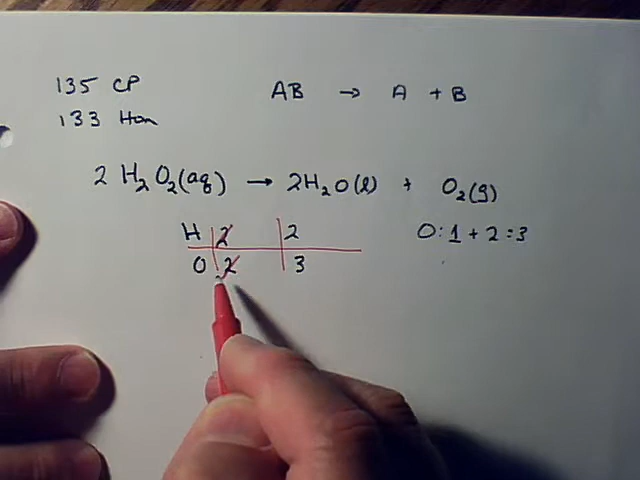 135 CP
AB → A + B
133 Hon
2 H₂O₂(aq) → 2H₂O(l) + O₂(g)
H 2 2
O: 1 + 2 = 3
O 2 3